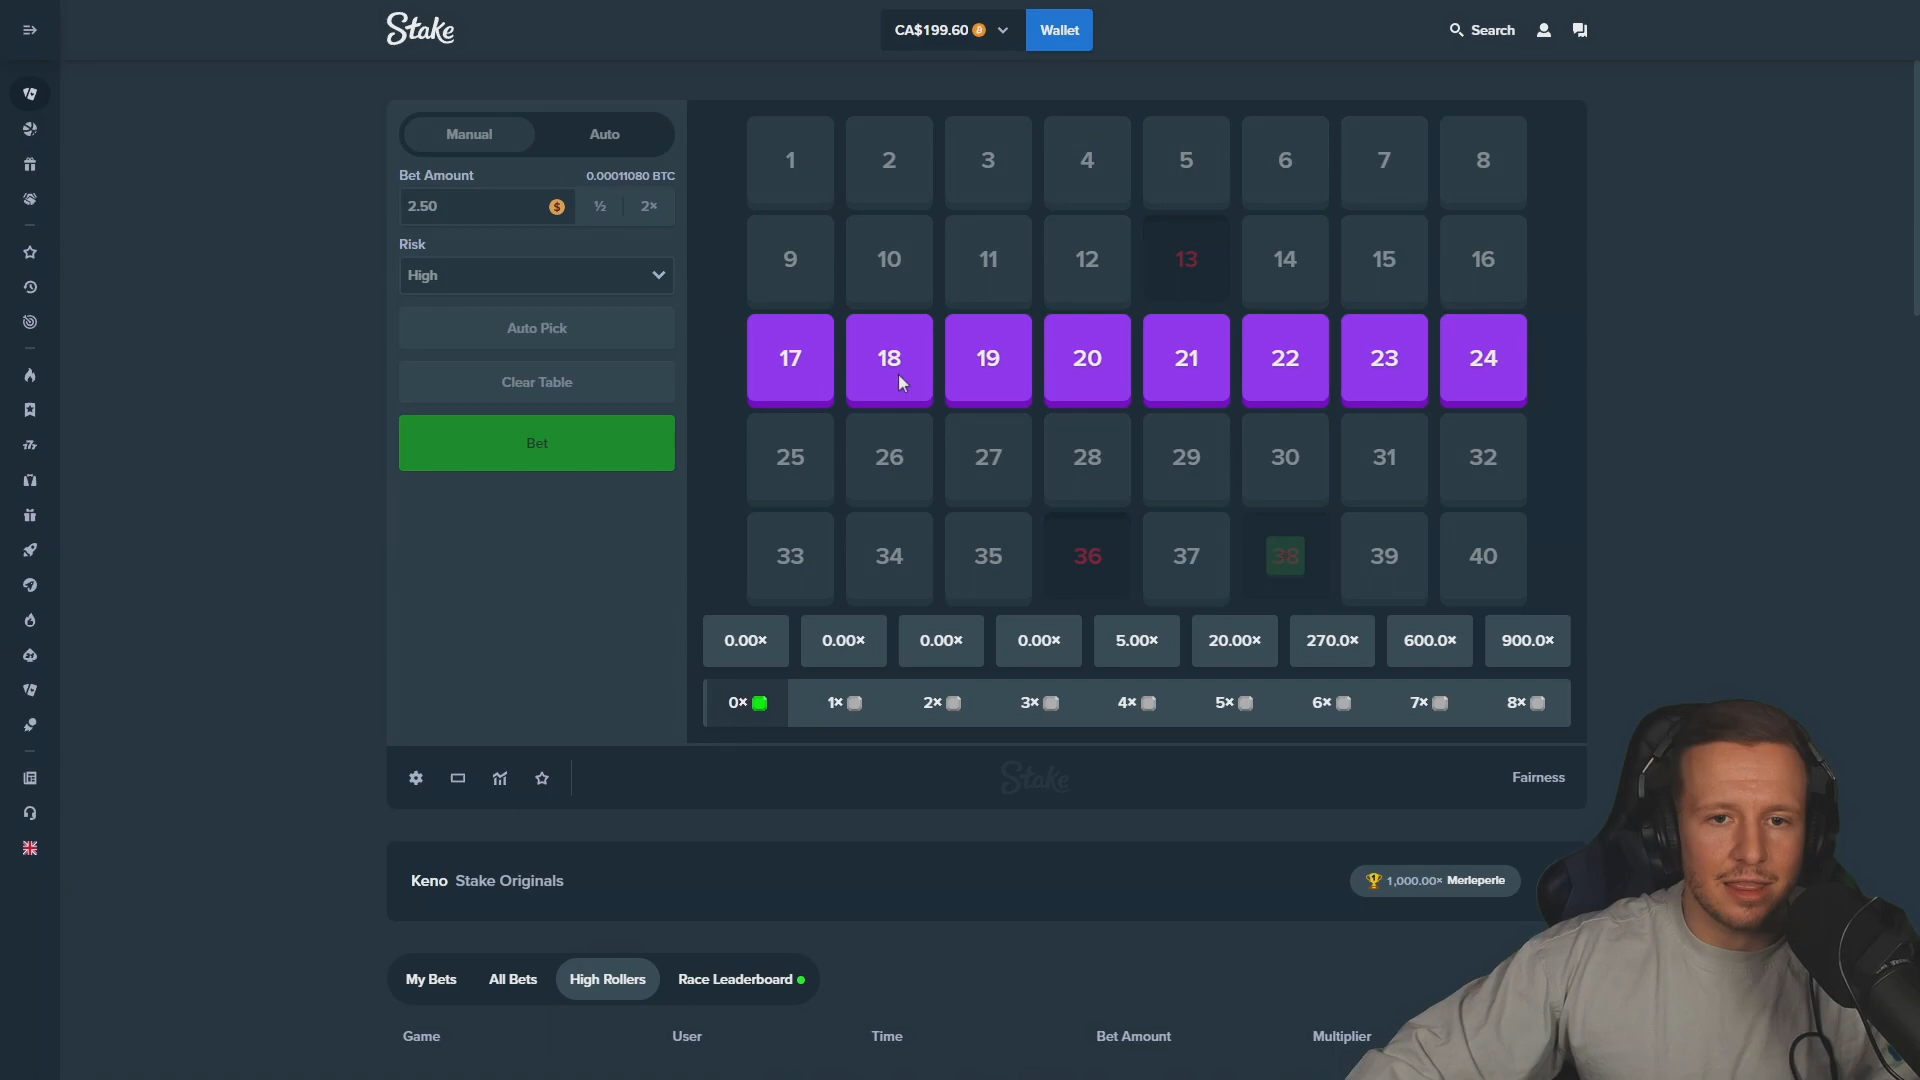 Stake
CA$199.60
Wallet
Search
Manual
Auto
Bet Amount
0.00011080 BTC
2.50
½
2×
Risk
High
Auto Pick
Clear Table
Bet
1 2 3 4 5 6 7 8
9 10 11 12 13 14 15 16
17 18 19 20 21 22 23 24
25 26 27 28 29 30 31 32
33 34 35 36 37 38 39 40
0.00× 0.00× 0.00× 0.00× 5.00× 20.00× 270.0× 600.0× 900.0×
0× 1× 2× 3× 4× 5× 6× 7× 8×
Stake
Fairness
Keno Stake Originals
1,000.00× Merleperle
My Bets All Bets High Rollers Race Leaderboard
Game User Time Bet Amount Multiplier